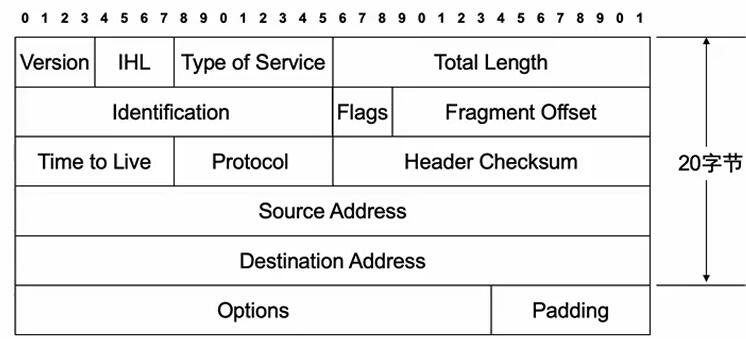 0 1 2 3 4 5 6 7 8 9 0 1 2 3 4 5 6 7 8 9 0 1 2 3 4 5 6 7 8 9 0 1
Version IHL Type of Service Total Length
Identification Flags Fragment Offset
Time to Live Protocol Header Checksum
20字节
Source Address
Destination Address
Options Padding